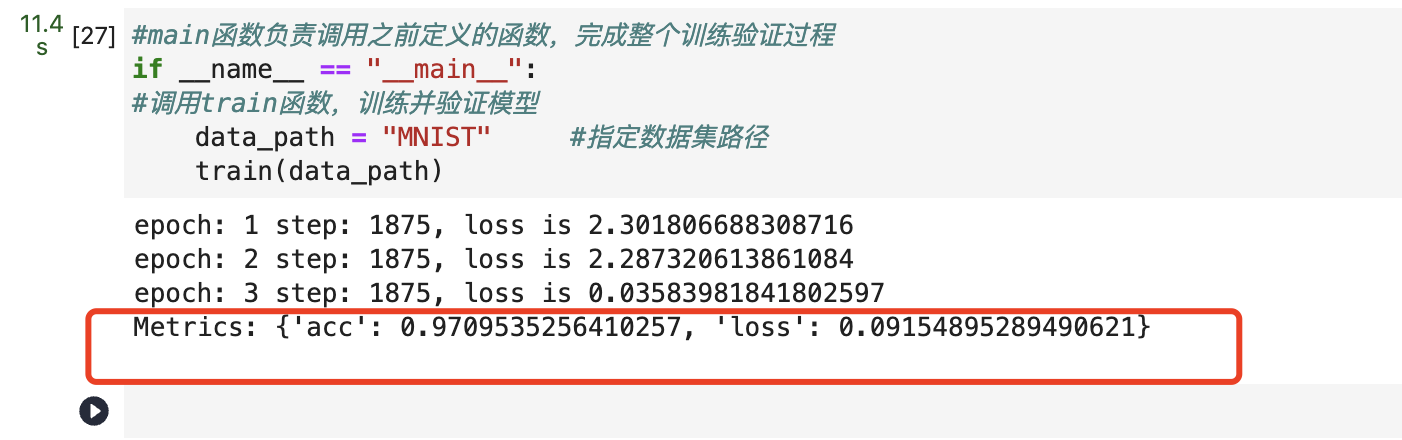 11.4
s
[27] #main函数负责调用之前定义的函数，完成整个训练验证过程
if __name__ == "__main__":
#调用train函数，训练并验证模型
data_path = "MNIST" #指定数据集路径
train(data_path)
epoch: 1 step: 1875, loss is 2.301806688308716
epoch: 2 step: 1875, loss is 2.287320613861084
epoch: 3 step: 1875, loss is 0.03583981841802597
Metrics: {'acc': 0.9709535256410257, 'loss': 0.09154895289490621}